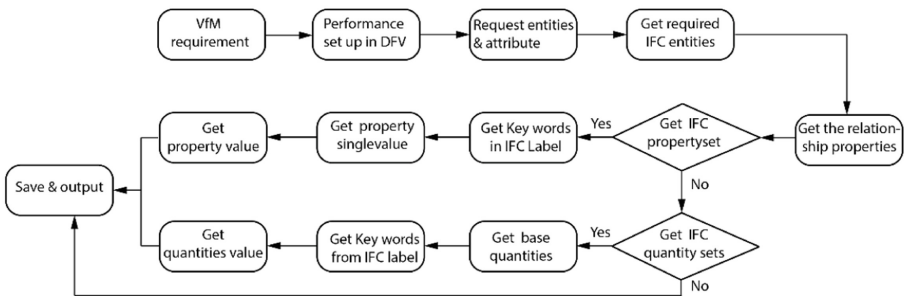 VfM
requirement
Performance
set up in DFV
Request entities
& attribute
Get required
IFC entities
Get
property value
Get property
singlevalue
Get Key words
in IFC Label
Yes
Get IFC
propertyset
Get the relation-
ship properties
Save & output
No
Get
quantities value
Get Key words
from IFC label
Get base
quantities
Yes
Get IFC
quantity sets
No